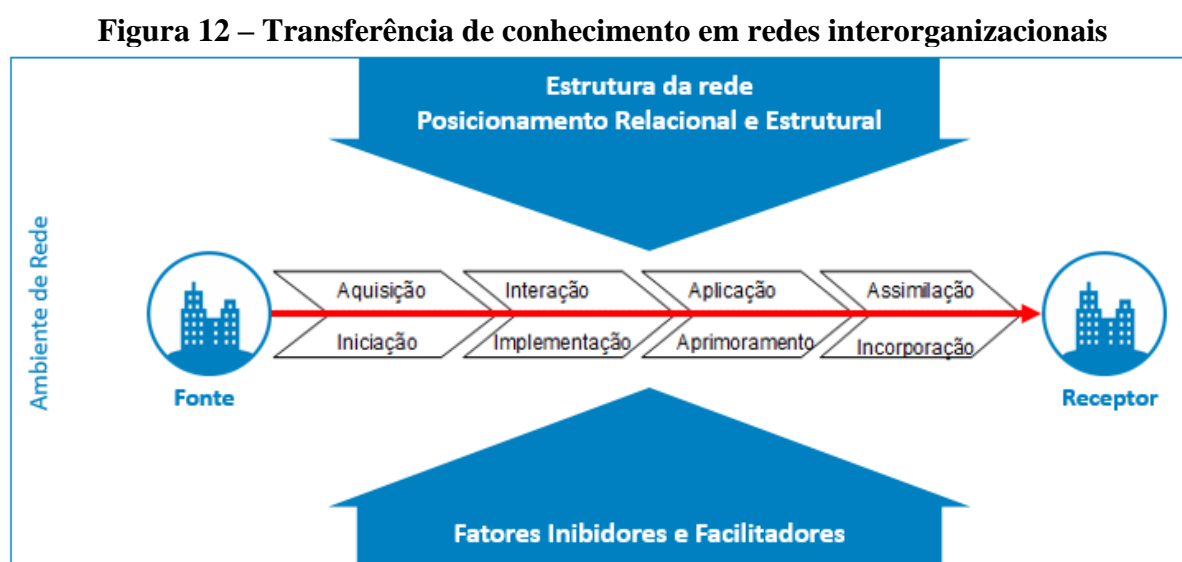 Figura 12 – Transferência de conhecimento em redes interorganizacionais
Estrutura da rede
Posicionamento Relacional e Estrutural
Ambiente de Rede
Aquisição
Interação
Aplicação
Assimilação
Iniciação
Implementação
Aprimoramento
Incorporação
Fonte
Receptor
Fatores Inibidores e Facilitadores